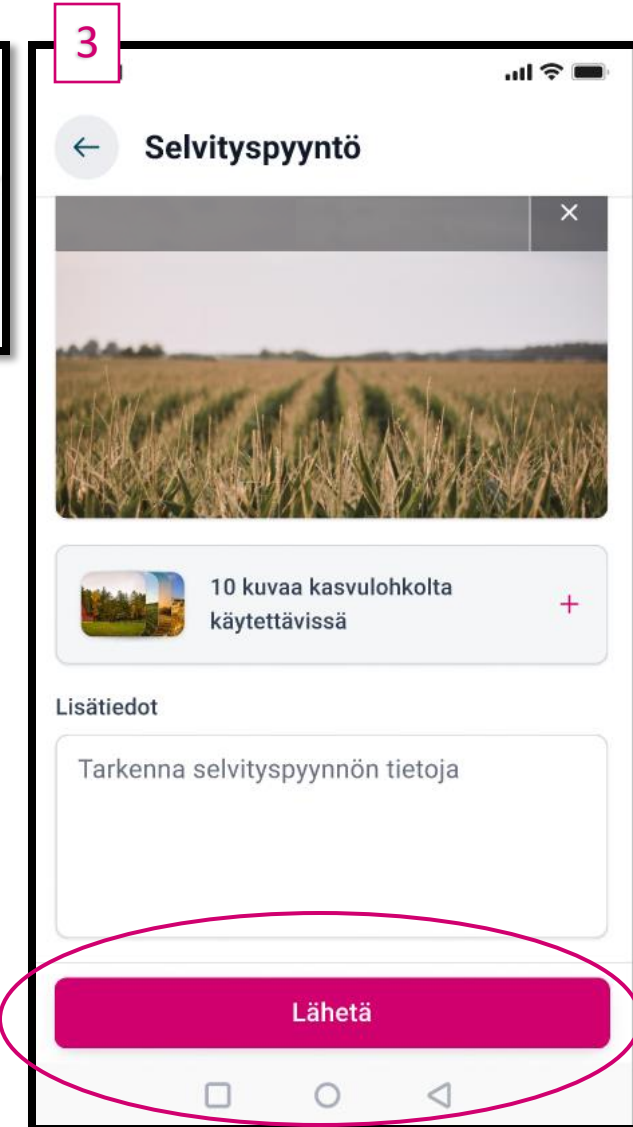 3
Selvityspyyntö
10 kuvaa kasvulohkolta
käytettävissä
Lisätiedot
Tarkenna selvityspyynnön tietoja
Lähetä